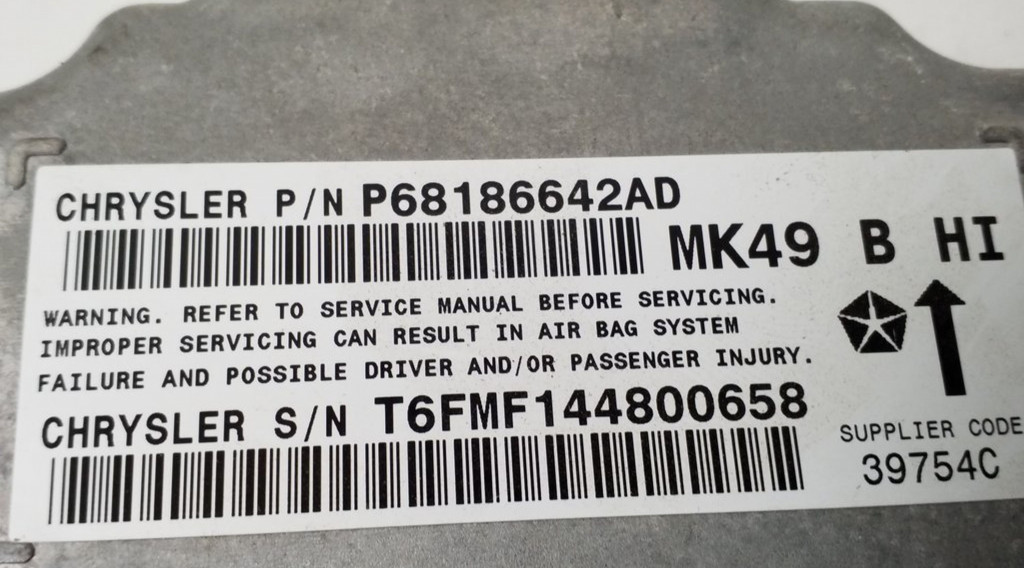 CHRYSLER P/N P68186642AD
MK49 B HI
WARNING. REFER TO SERVICE MANUAL BEFORE SERVICING.
IMPROPER SERVICING CAN RESULT IN AIR BAG SYSTEM
FAILURE AND POSSIBLE DRIVER AND/OR PASSENGER INJURY.
CHRYSLER S/N T6FMF144800658
SUPPLIER CODE
39754C